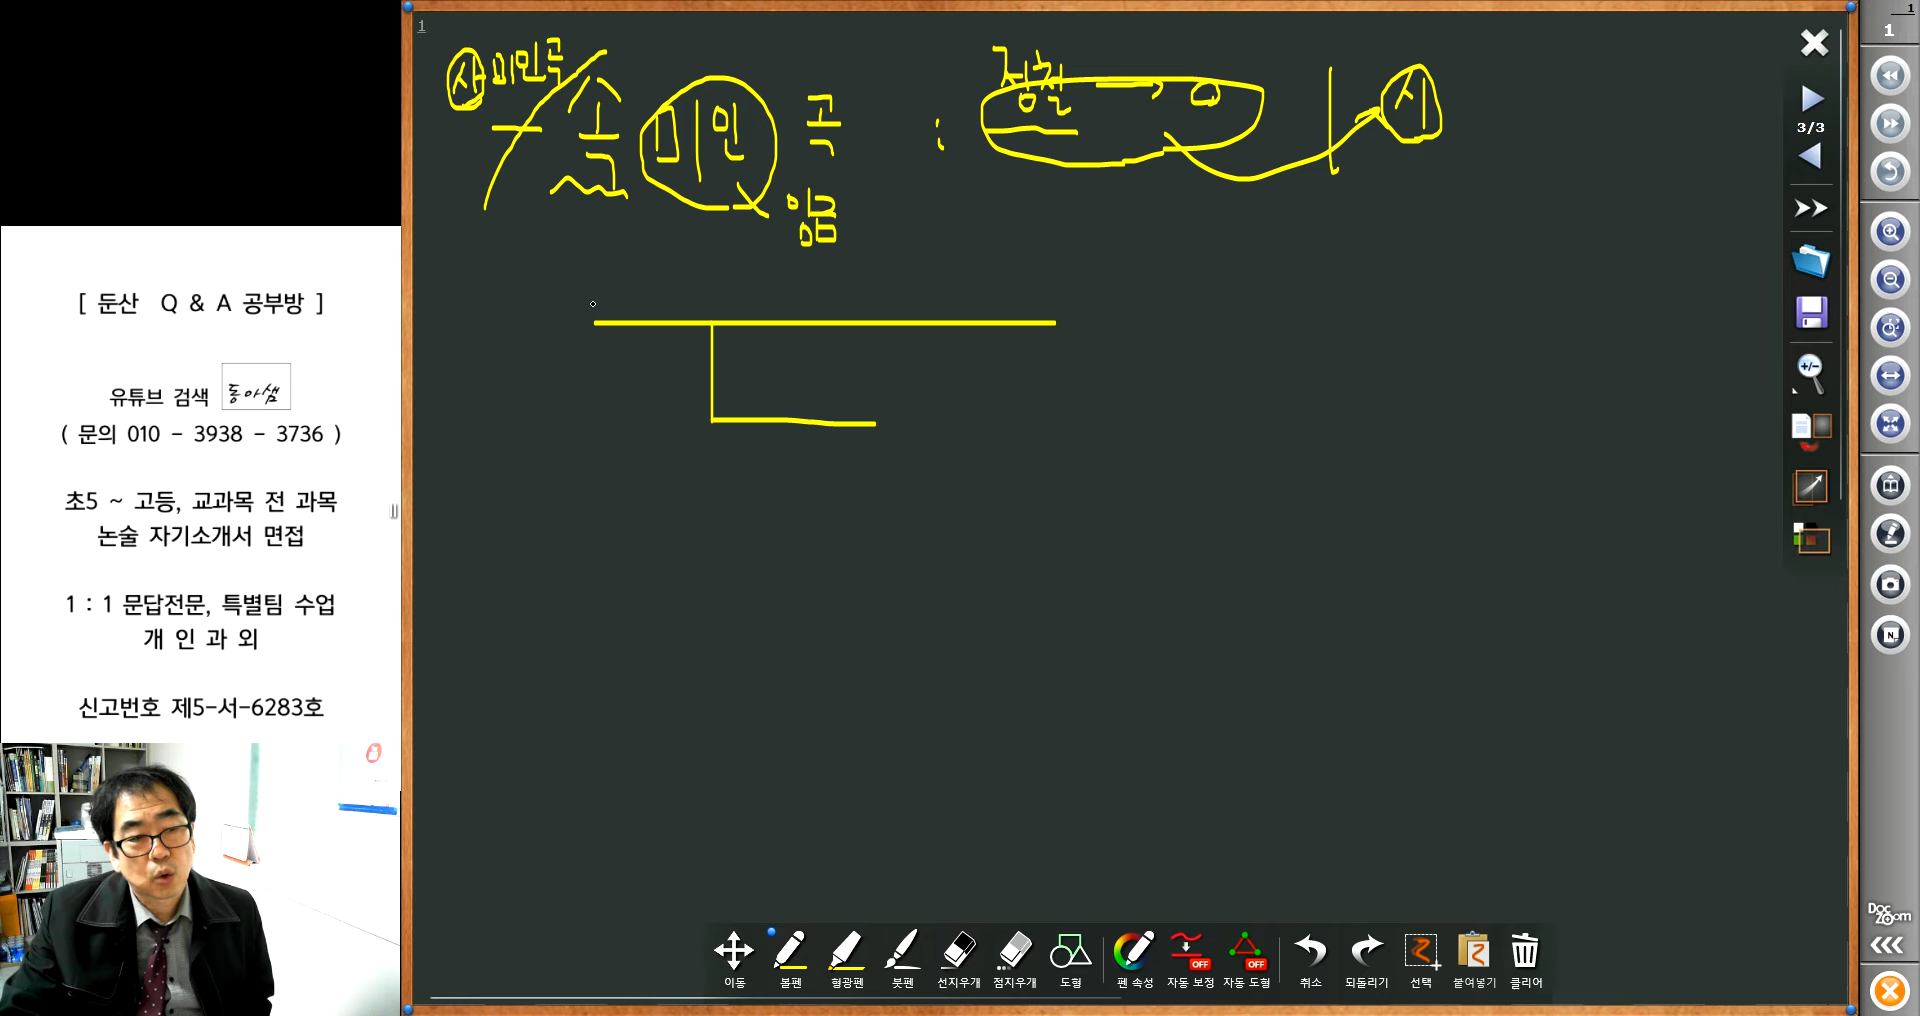 1
1
1
사 미인곡
속 미인 곡 : 정철
시
3/3
[ 둔산 Q & A 공부방 ]
유튜브 검색 동아샘
( 문의 010 - 3938 - 3736 )
초5 ~ 고등, 교과목 전 과목
논술 자기소개서 면접
1 : 1 문답전문, 특별팀 수업
개 인 과 외
신고번호 제5-서-6283호
Doc Zoom
OFF
OFF
이동 볼펜 형광펜 붓펜 선지우개 점지우개 도형 펜 속성 자동 보정 자동 도형 취소 되돌리기 선택 붙여넣기 클리어